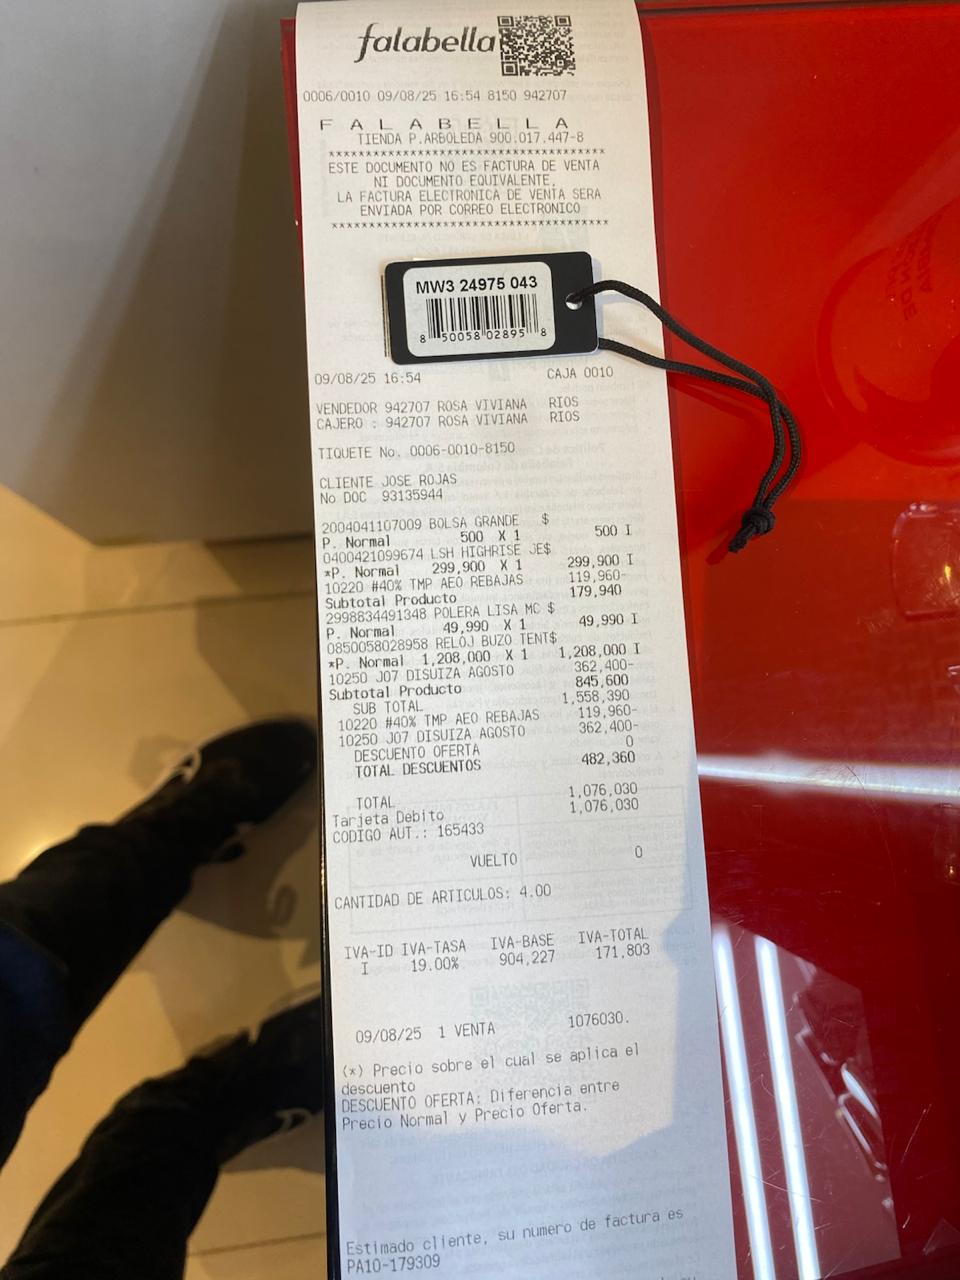 falabella
0006/0010 09/08/25 16:54 8150 942707
F A L A B E L L A
TIENDA P.ARBOLEDA 900.017.447-8
****************************************
ESTE DOCUMENTO NO ES FACTURA DE VENTA
NI DOCUMENTO EQUIVALENTE,
LA FACTURA ELECTRONICA DE VENTA SERA
ENVIADA POR CORREO ELECTRONICO
****************************************
MW3 24975 043
8 50058 02895 8
09/08/25 16:54 CAJA 0010
VENDEDOR 942707 ROSA VIVIANA RIOS
CAJERO : 942707 ROSA VIVIANA RIOS
TIQUETE No. 0006-0010-8150
CLIENTE JOSE ROJAS
No DOC 93135944
2004041107009 BOLSA GRANDE $
P. Normal 500 X 1 500 I
0400421099674 LSH HIGHRISE JE$
*P. Normal 299,900 X 1 299,900 I
10220 #40% TMP AEO REBAJAS 119,960-
Subtotal Producto 179,940
2998834491348 POLERA LISA MC $
P. Normal 49,990 X 1 49,990 I
0850058028958 RELOJ BUZO TENT$
*P. Normal 1,208,000 X 1 1,208,000 I
10250 J07 DISUIZA AGOSTO 362,400-
Subtotal Producto 845,600
SUB TOTAL 1,558,390
10220 #40% TMP AEO REBAJAS 119,960-
10250 J07 DISUIZA AGOSTO 362,400-
DESCUENTO OFERTA 0
TOTAL DESCUENTOS 482,360
TOTAL 1,076,030
Tarjeta Debito 1,076,030
CODIGO AUT.: 165433
VUELTO 0
CANTIDAD DE ARTICULOS: 4.00
IVA-ID IVA-TASA IVA-BASE IVA-TOTAL
I 19.00% 904,227 171,803
09/08/25 1 VENTA 1076030.
(*) Precio sobre el cual se aplica el
descuento
DESCUENTO OFERTA: Diferencia entre
Precio Normal y Precio Oferta.
Estimado cliente, su numero de factura es
PA10-179309